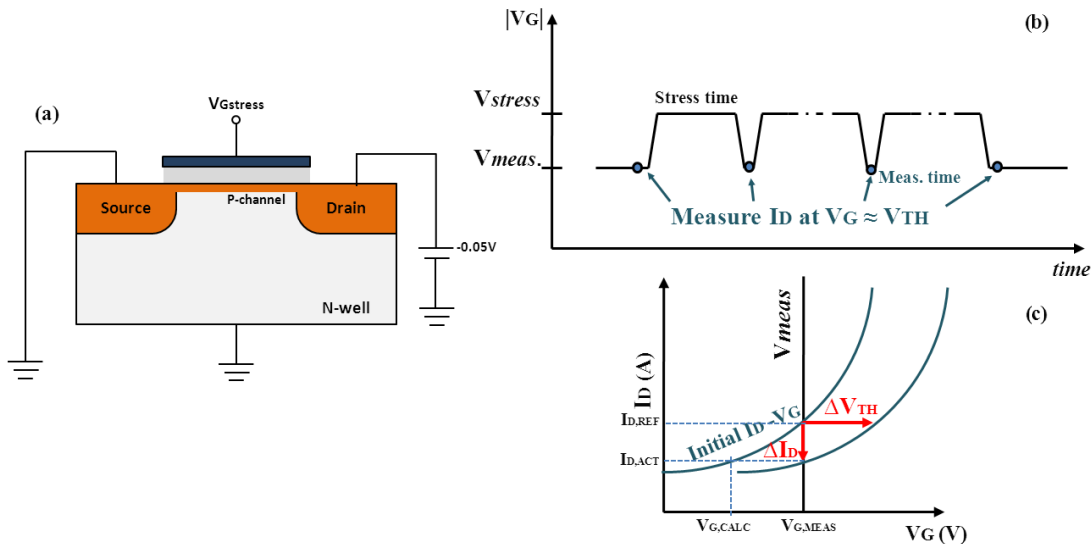 (a)
VGstress
P-channel
Source
Drain
-0.05V
N-well
|VG|
(b)
Vstress
Stress time
Vmeas.
Meas. time
Measure ID at VG ≈ VTH
time
(c)
ID (A)
Vmeas
Initial ID -VG
ΔVTH
ID,REF
ΔID
ID,ACT
VG,CALC
VG,MEAS
VG (V)